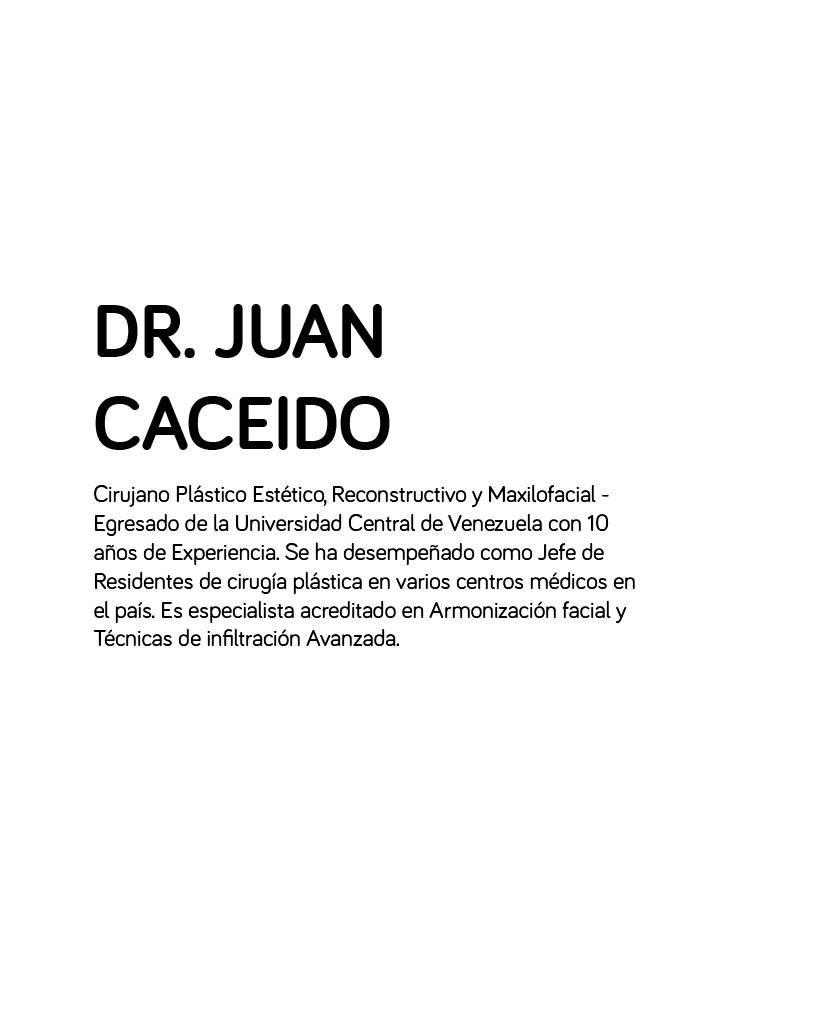 DR. JUAN
CACEIDO
Cirujano Plástico Estético, Reconstructivo y Maxilofacial -
Egresado de la Universidad Central de Venezuela con 10
años de Experiencia. Se ha desempeñado como Jefe de
Residentes de cirugía plástica en varios centros médicos en
el país. Es especialista acreditado en Armonización facial y
Técnicas de infiltración Avanzada.